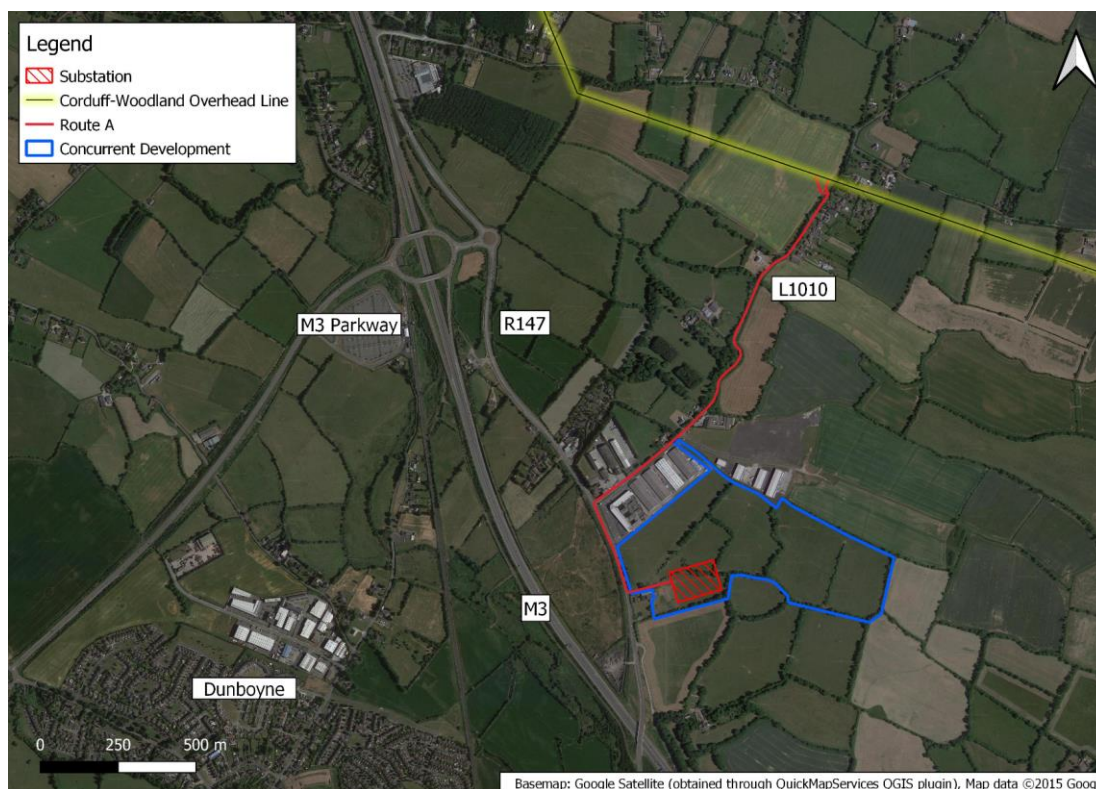 Legend
Substation
Corduff-Woodland Overhead Line
Route A
Concurrent Development
L1010
M3 Parkway
R147
M3
Dunboyne
0 250 500 m
Basemap: Google Satellite (obtained through QuickMapServices QGIS plugin), Map data ©2015 Goog